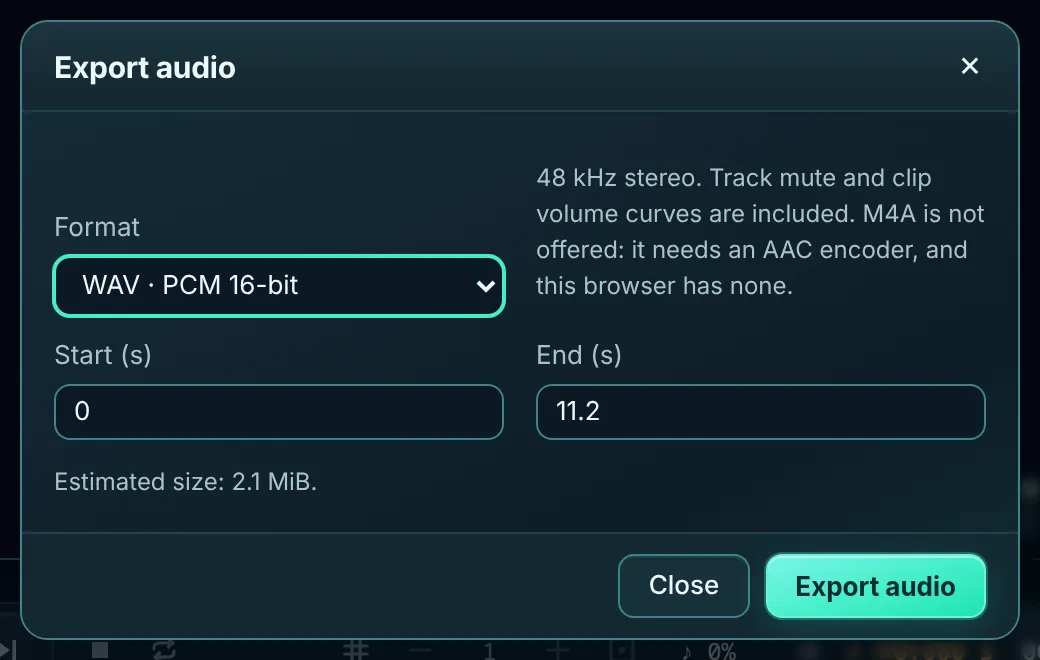 Export audio
Format
WAV · PCM 16-bit
48 kHz stereo. Track mute and clip
volume curves are included. M4A is not
offered: it needs an AAC encoder, and
this browser has none.
Start (s)
0
End (s)
11.2
Estimated size: 2.1 MiB.
Close
Export audio
1
0%